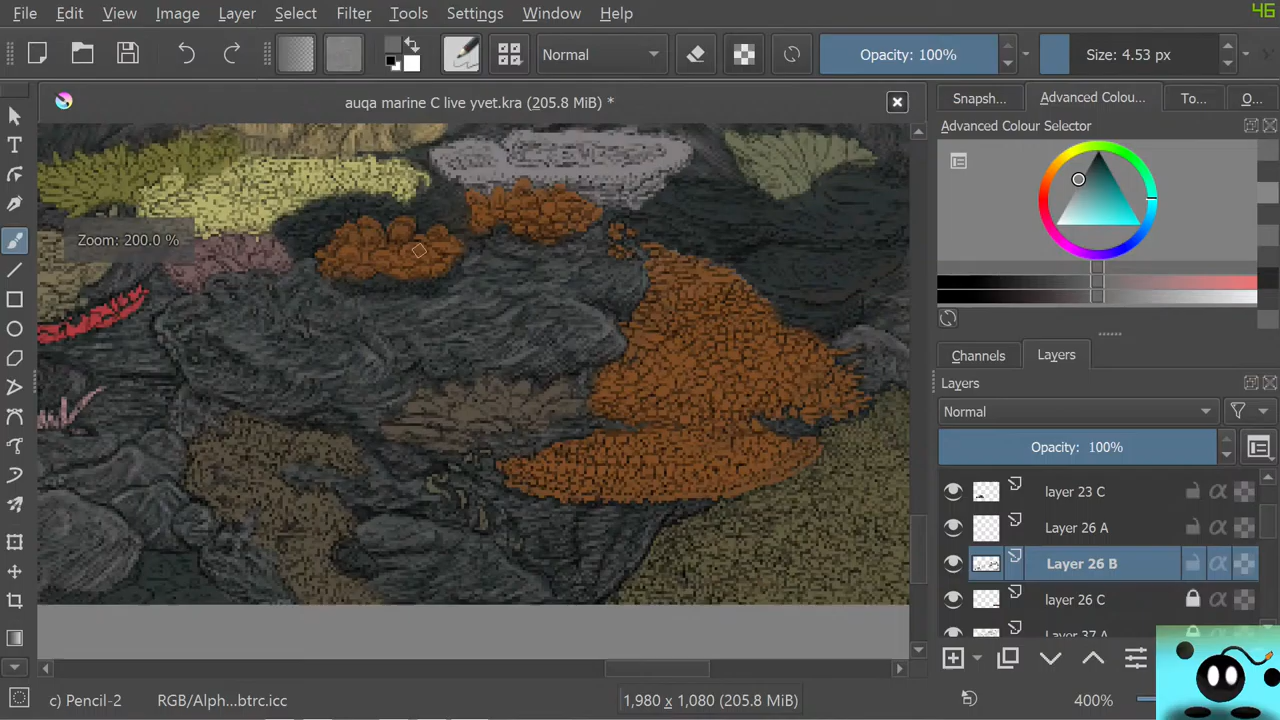 File Edit View Image Layer Select Filter Tools Settings Window Help
46
Normal
Opacity: 100%
Size: 4.53 px
auqa marine C live yvet.kra (205.8 MiB) *
Snapsh...
Advanced Colou...
To...
O...
Advanced Colour Selector
Zoom: 200.0 %
Channels
Layers
Layers
Normal
Opacity: 100%
layer 23 C
Layer 26 A
Layer 26 B
layer 26 C
Layer 37 A
c) Pencil-2
RGB/Alph...btrc.icc
1,980 x 1,080 (205.8 MiB)
400%